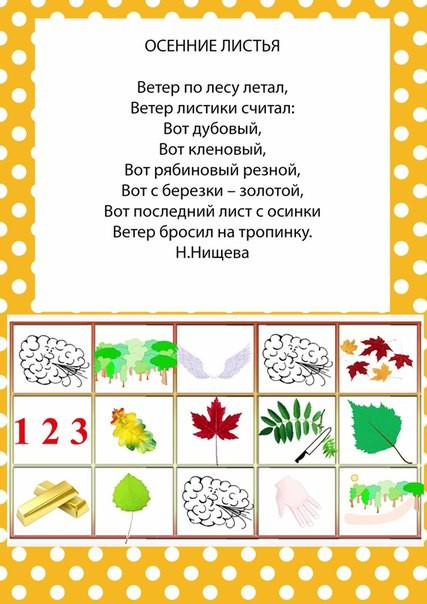 ОСЕННИЕ ЛИСТЬЯ
Ветер по лесу летал,
Ветер листики считал:
Вот дубовый,
Вот кленовый,
Вот рябиновый резной,
Вот с березки – золотой,
Вот последний лист с осинки
Ветер бросил на тропинку.
Н.Нищева
1 2 3